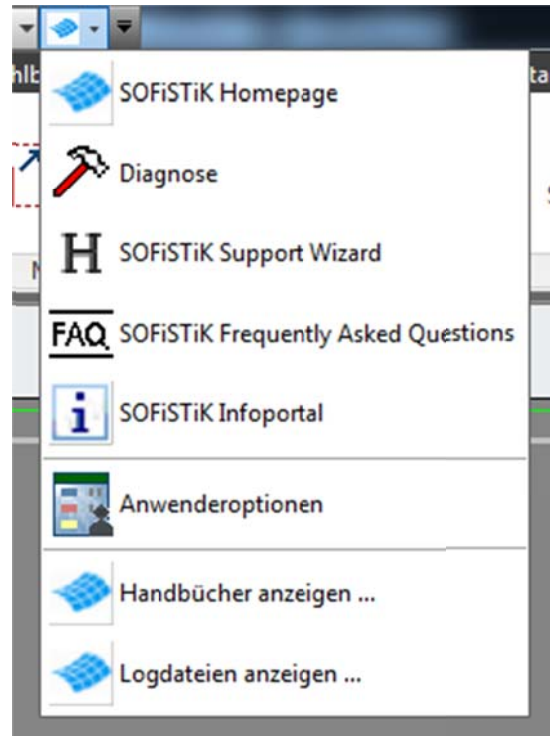 SOFiSTiK Homepage
Diagnose
H SOFiSTiK Support Wizard
FAQ SOFiSTiK Frequently Asked Questions
i SOFiSTiK Infoportal
Anwenderoptionen
Handbücher anzeigen ...
Logdateien anzeigen ...